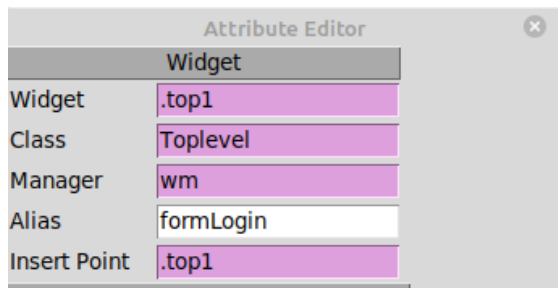 Attribute Editor
Widget
Widget .top1
Class Toplevel
Manager wm
Alias formLogin
Insert Point .top1